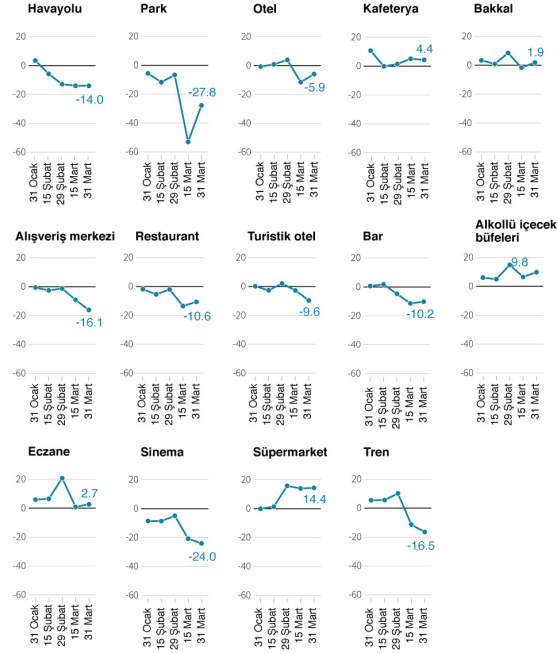 Havayolu
Park
Otel
Kafeterya
Bakkal
20
0
-20
-40
-60
-14.0
31 Ocak
15 Şubat
29 Şubat
15 Mart
31 Mart
20
0
-20
-40
-60
-27.8
31 Ocak
15 Şubat
29 Şubat
15 Mart
31 Mart
20
0
-20
-40
-60
-5.9
31 Ocak
15 Şubat
29 Şubat
15 Mart
31 Mart
20
0
-20
-40
-60
4.4
31 Ocak
15 Şubat
29 Şubat
15 Mart
31 Mart
20
0
-20
-40
-60
1.9
31 Ocak
15 Şubat
29 Şubat
15 Mart
31 Mart
Alışveriş merkezi
Restaurant
Turistik otel
Bar
Alkollü içecek
büfeleri
20
0
-20
-40
-60
-16.1
31 Ocak
15 Şubat
29 Şubat
15 Mart
31 Mart
20
0
-20
-40
-60
-10.6
31 Ocak
15 Şubat
29 Şubat
15 Mart
31 Mart
20
0
-20
-40
-60
-9.6
31 Ocak
15 Şubat
29 Şubat
15 Mart
31 Mart
20
0
-20
-40
-60
-10.2
31 Ocak
15 Şubat
29 Şubat
15 Mart
31 Mart
20
0
-20
-40
-60
9.8
31 Ocak
15 Şubat
29 Şubat
15 Mart
31 Mart
Eczane
Sinema
Süpermarket
Tren
20
0
-20
-40
-60
2.7
31 Ocak
15 Şubat
29 Şubat
15 Mart
31 Mart
20
0
-20
-40
-60
-24.0
31 Ocak
15 Şubat
29 Şubat
15 Mart
31 Mart
20
0
-20
-40
-60
14.4
31 Ocak
15 Şubat
29 Şubat
15 Mart
31 Mart
20
0
-20
-40
-60
-16.5
31 Ocak
15 Şubat
29 Şubat
15 Mart
31 Mart